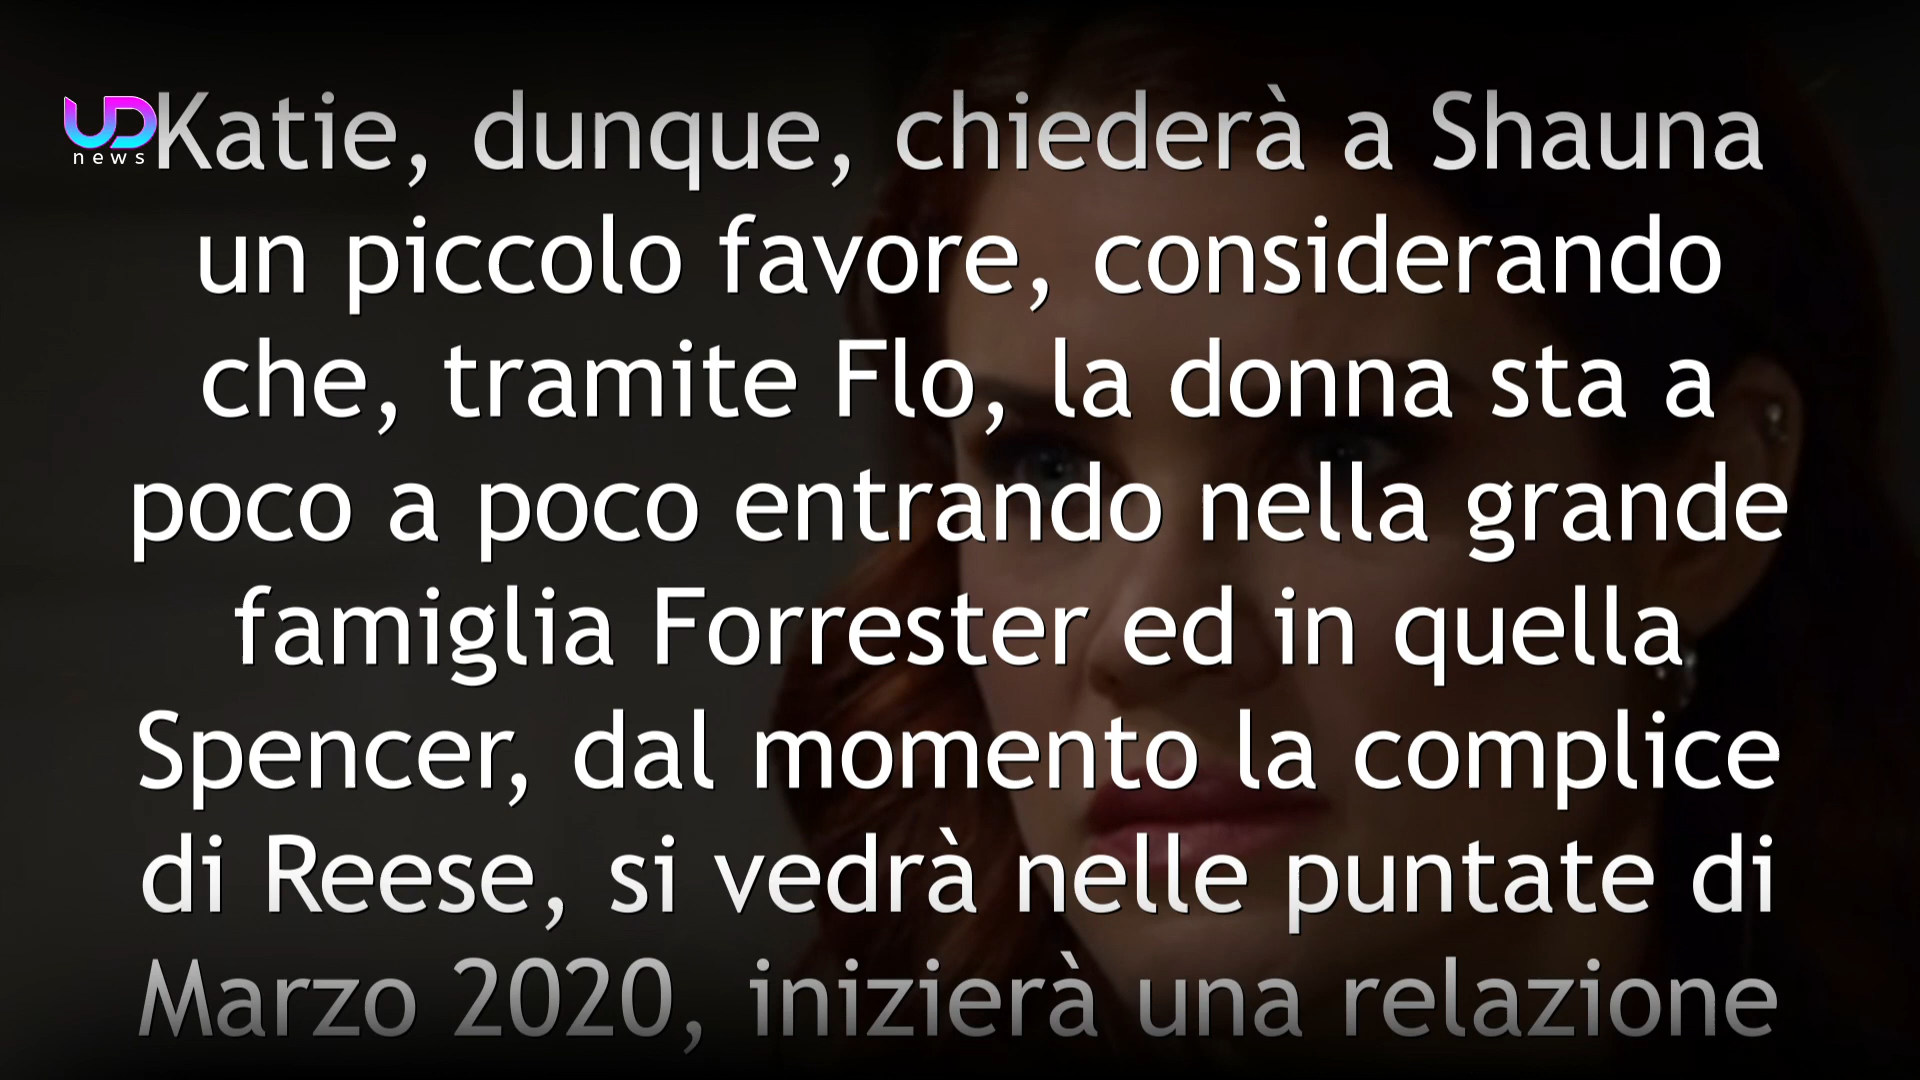 UD
news
Katie, dunque, chiederà a Shauna
un piccolo favore, considerando
che, tramite Flo, la donna sta a
poco a poco entrando nella grande
famiglia Forrester ed in quella
Spencer, dal momento la complice
di Reese, si vedrà nelle puntate di
Marzo 2020, inizierà una relazione